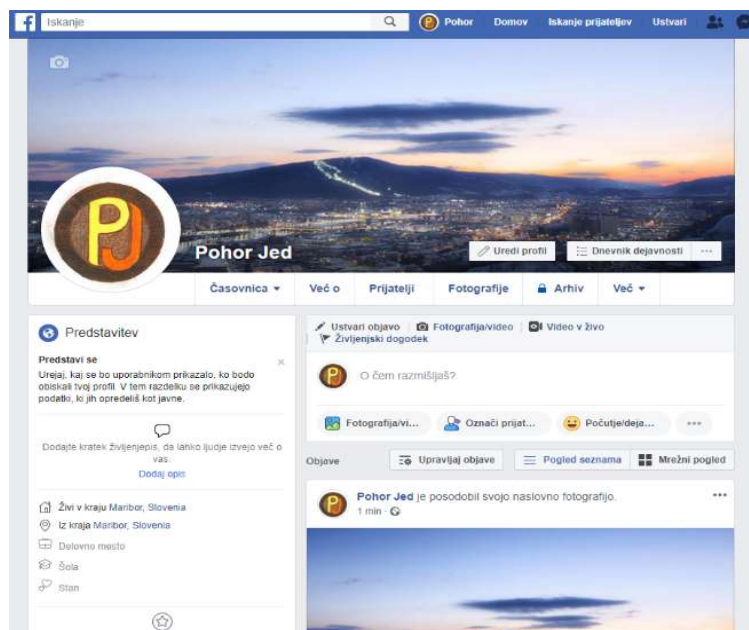 Iskanje
Pohor Domov Iskanje prijateljev Ustvari
PJ
Pohor Jed
Uredi profil Dnevnik dejavnosti
Časovnica Več o Prijatelji Fotografije Arhiv Več
Predstavitev
Predstavi se
Urejaj, kaj se bo uporabnikom prikazalo, ko bodo
obiskali tvoj profil. V tem razdelku se prikazujejo
podatki, ki jih opredeliš kot javne.
Dodajte kratek življenjepis, da lahko ljudje izvejo več o
vas.
Dodaj opis
Živi v kraju Maribor, Slovenia
Iz kraja Maribor, Slovenia
Delovno mesto
Šola
Stan
Ustvari objavo Fotografija/video Video v živo
Življenjski dogodek
O čem razmišljaš?
Fotografija/vi... Označi prijat... Počutje/deja...
Objave Upravljaj objave Pogled seznama Mrežni pogled
Pohor Jed je posodobil svojo naslovno fotografijo.
1 min